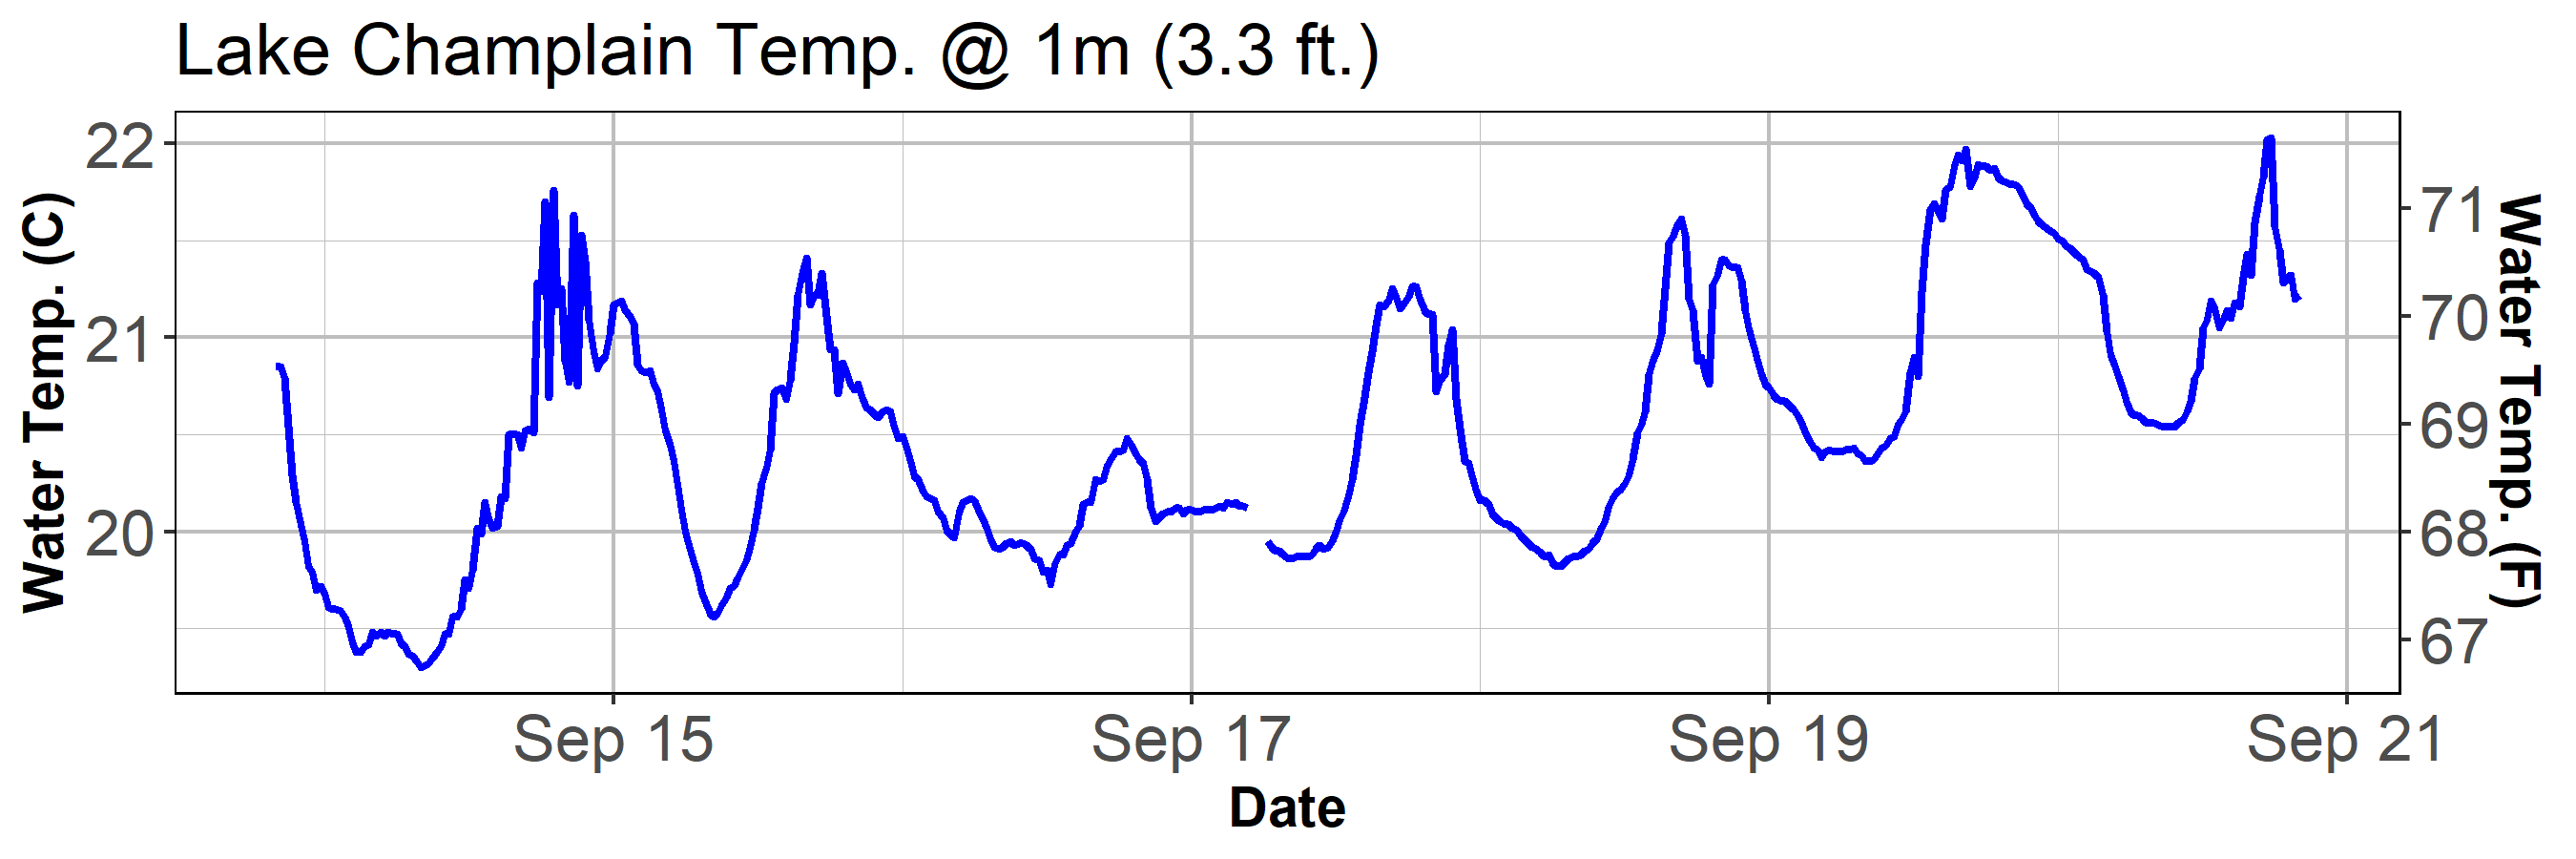 Lake Champlain Temp. @ 1m (3.3 ft.)
Water Temp. (C)
22
21
20
71
70
69
68
67
Water Temp. (F)
Sep 15
Sep 17
Sep 19
Sep 21
Date